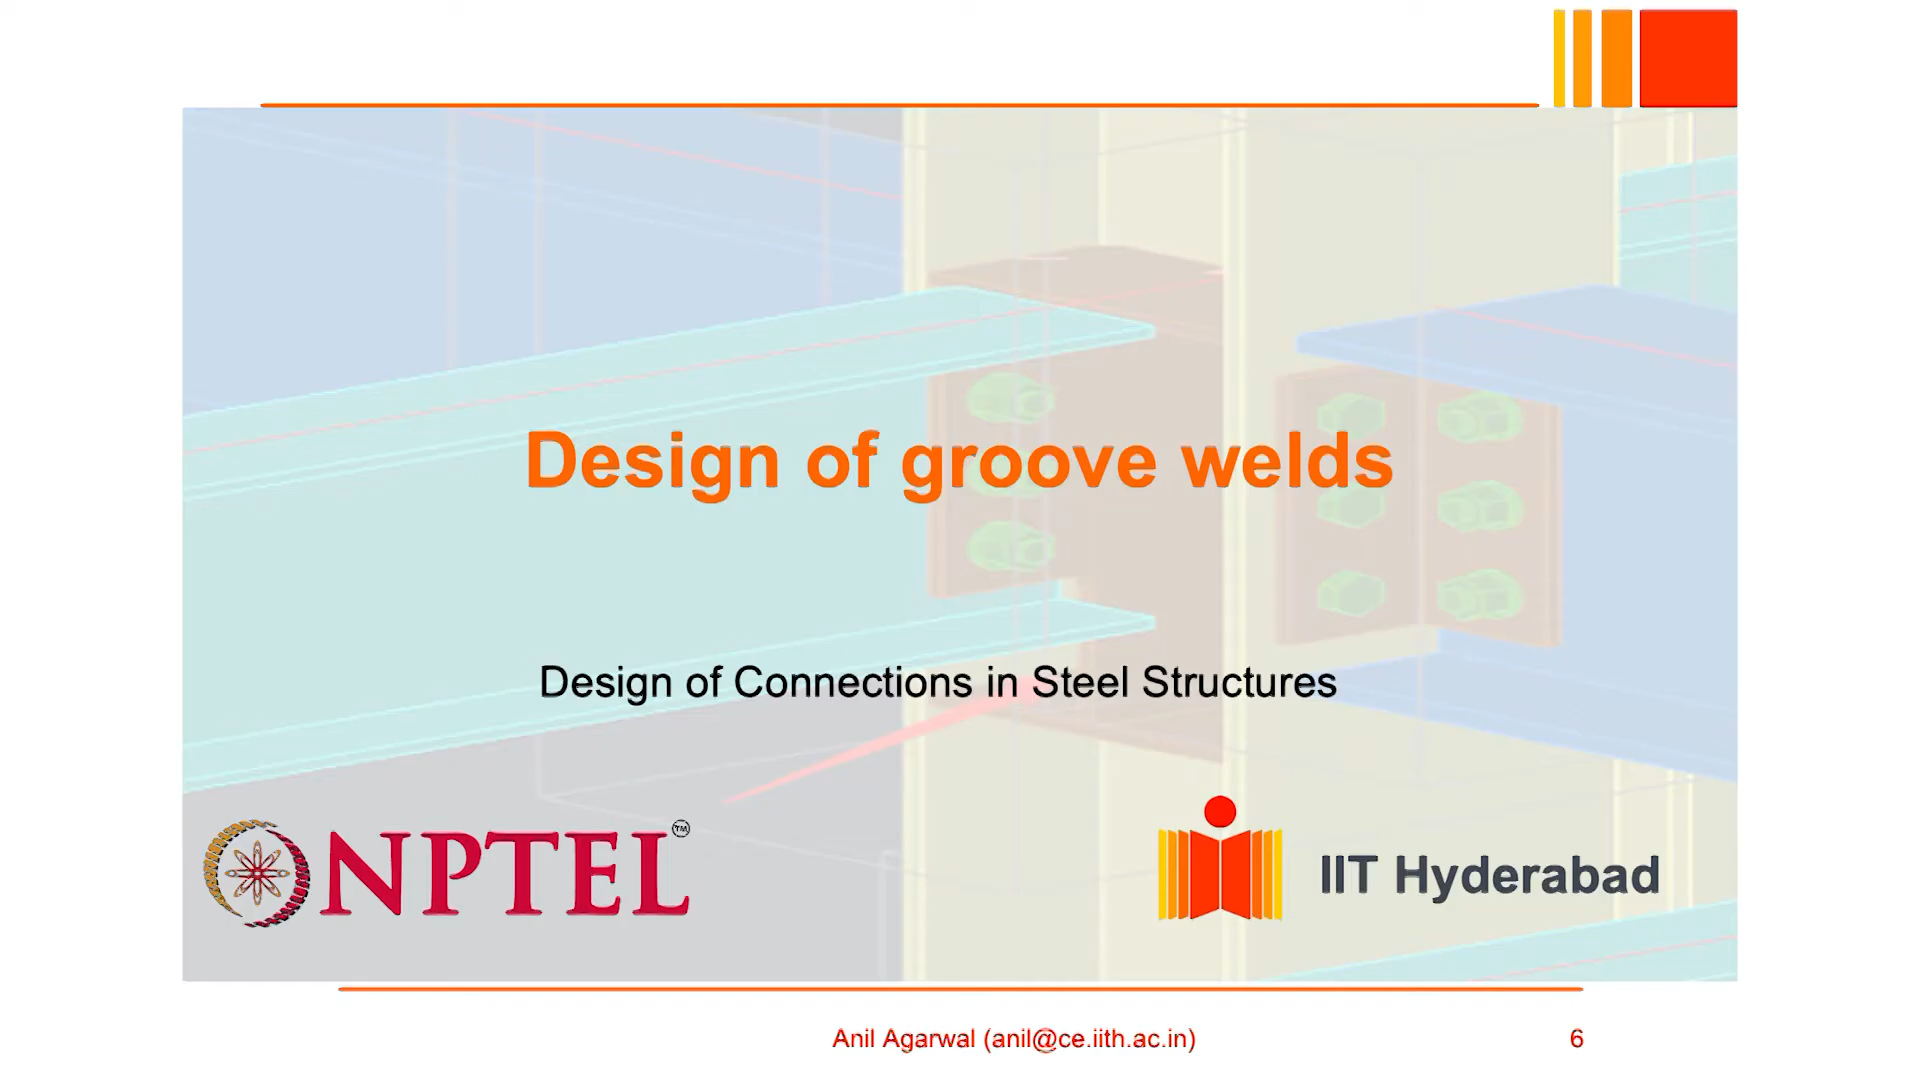 Design of groove welds
Design of Connections in Steel Structures
NPTEL™
IIT Hyderabad
Anil Agarwal (anil@ce.iith.ac.in)
6